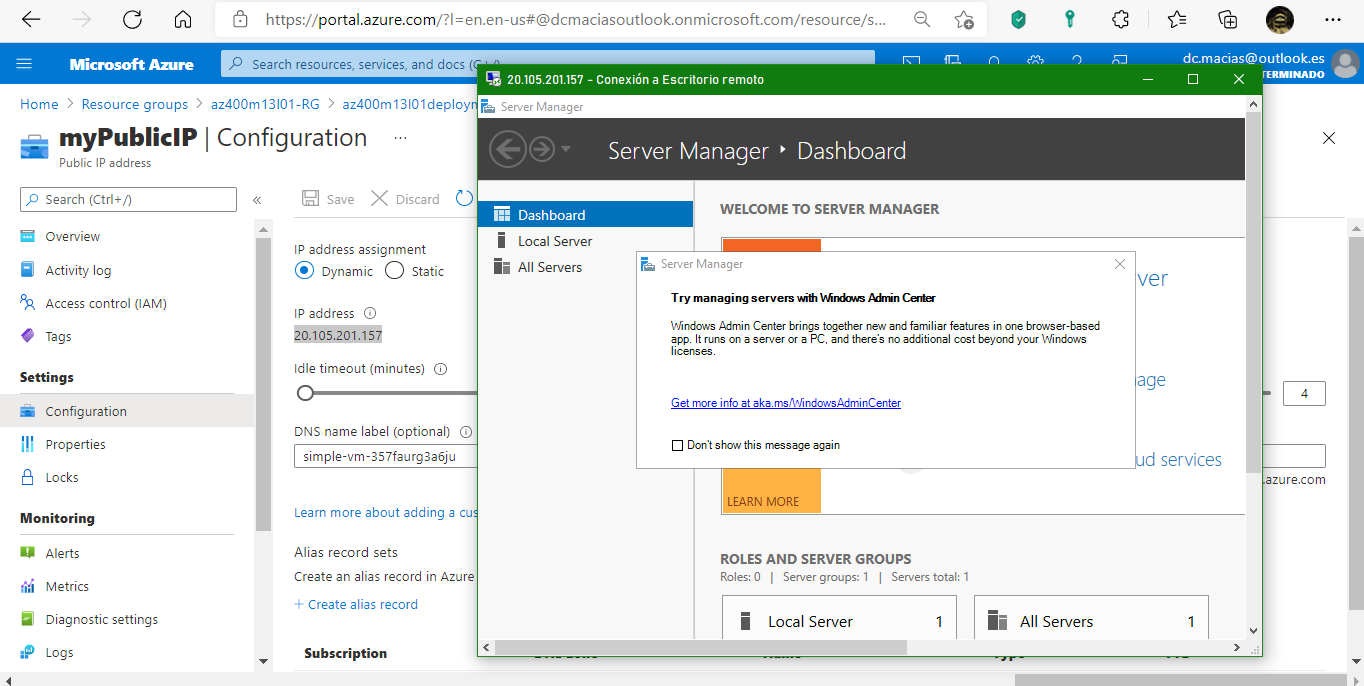 https://portal.azure.com/?l=en.en-us#@dcmaciasoutlook.onmicrosoft.com/resource/s...
Microsoft Azure
Search resources, services, and docs (G+/)
dc.macias@outlook.es
TERMINADO
Home > Resource groups > az400m13l01-RG > az400m13l01deploym
myPublicIP | Configuration ...
Public IP address
Search (Ctrl+/)
«
Overview
Activity log
Access control (IAM)
Tags
Settings
Configuration
Properties
Locks
Monitoring
Alerts
Metrics
Diagnostic settings
Logs
Save
Discard
IP address assignment
Dynamic
Static
IP address
20.105.201.157
Idle timeout (minutes)
4
DNS name label (optional)
simple-vm-357faurg3a6ju
.azure.com
Learn more about adding a cus
Alias record sets
Create an alias record in Azure
+ Create alias record
Subscription
20.105.201.157 - Conexión a Escritorio remoto
Server Manager
Server Manager ‣ Dashboard
Dashboard
Local Server
All Servers
WELCOME TO SERVER MANAGER
ver
age
ud services
LEARN MORE
Server Manager
Try managing servers with Windows Admin Center
Windows Admin Center brings together new and familiar features in one browser-based
app. It runs on a server or a PC, and there's no additional cost beyond your Windows
licenses.
Get more info at aka.ms/WindowsAdminCenter
Don't show this message again
ROLES AND SERVER GROUPS
Roles: 0 | Server groups: 1 | Servers total: 1
Local Server 1
All Servers 1